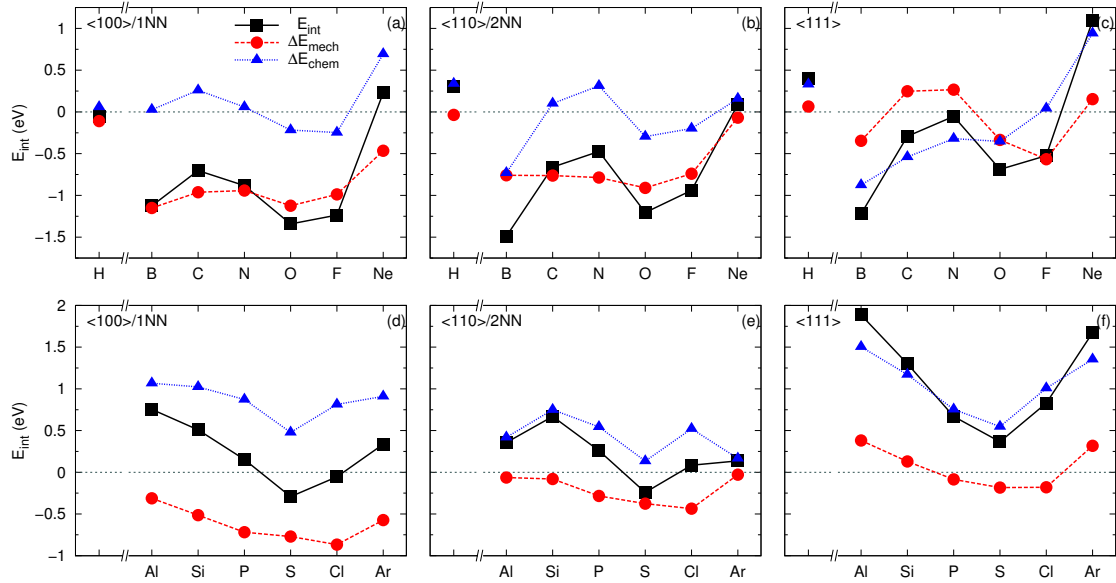 <100>/1NN (a)
E_int
ΔE_mech
ΔE_chem
<110>/2NN (b)
<111> (c)
E_int (eV)
1
0.5
0
−0.5
−1
−1.5
H B C N O F Ne
H B C N O F Ne
H B C N O F Ne
<100>/1NN (d)
<110>/2NN (e)
<111> (f)
E_int (eV)
2
1.5
1
0.5
0
−0.5
−1
Al Si P S Cl Ar
Al Si P S Cl Ar
Al Si P S Cl Ar